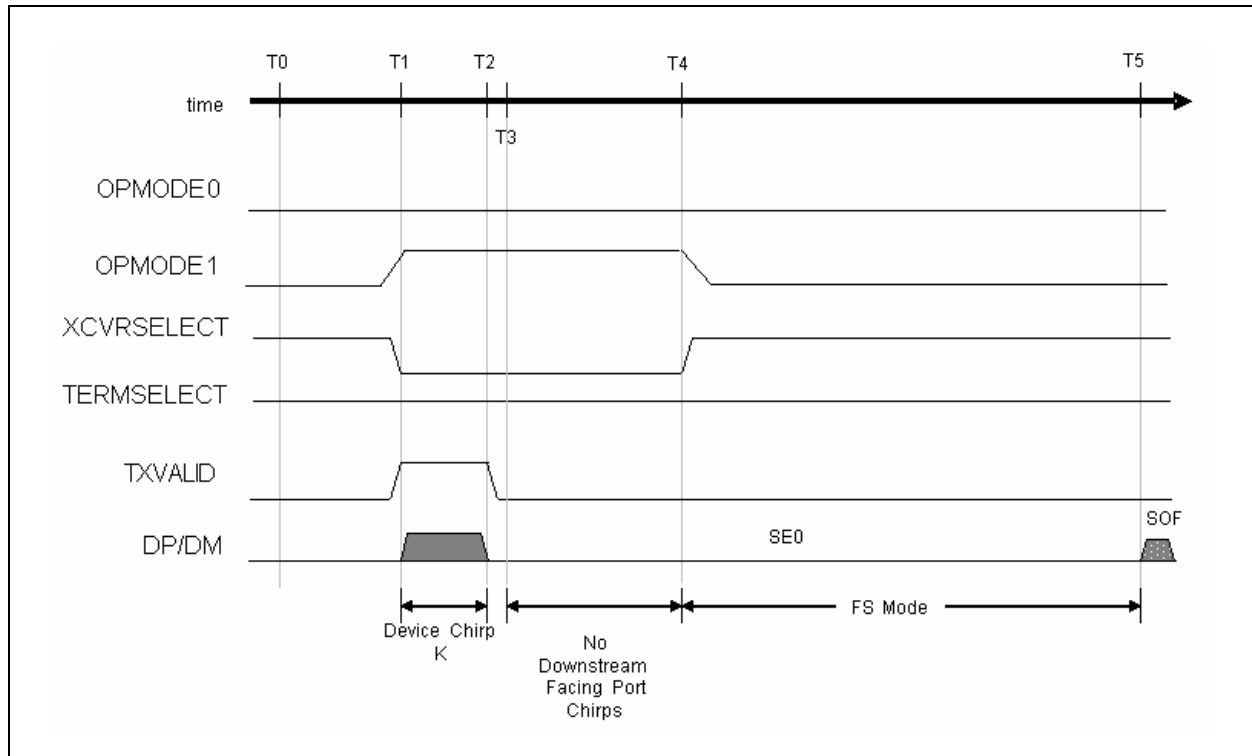 T0
T1
T2
T4
T5
time
T3
OPMODE0
OPMODE1
XCVRSELECT
TERMSELECT
TXVALID
DP/DM
SE0
SOF
Device Chirp
K
No
Downstream
Facing Port
Chirps
FS Mode